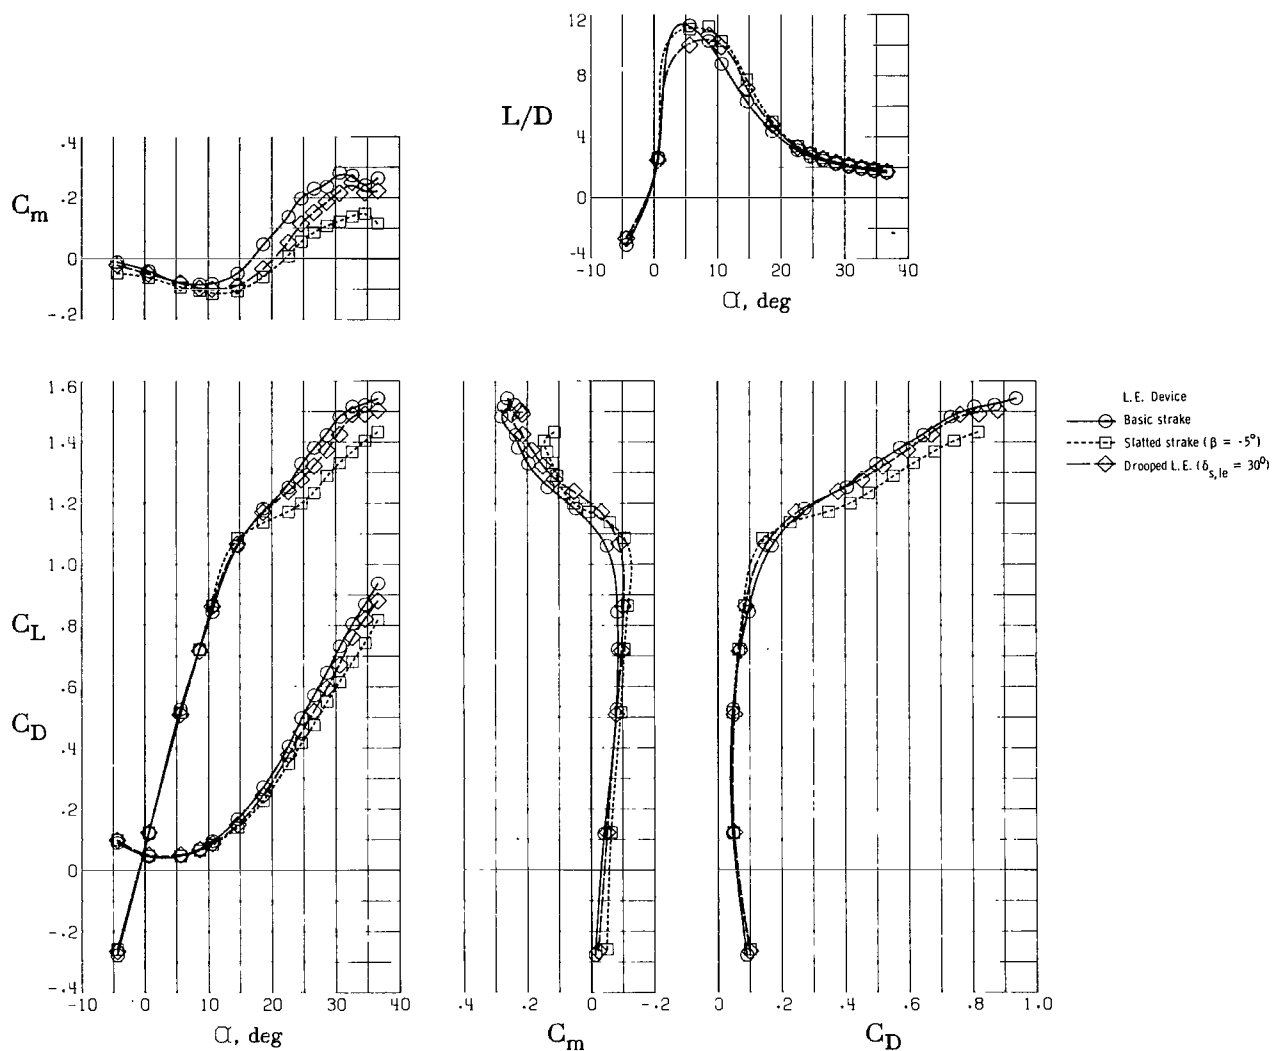 12
8
L/D
4
0
-4
-10 0 10 20 30 40
α, deg
.4
.2
C_m
0
-.2
1.6
1.4
1.2
1.0
.8
C_L
.6
C_D
.4
.2
0
-.2
-.4
-10 0 10 20 30 40
α, deg
.4 .2 0 -.2
C_m
0 .2 .4 .6 .8 1.0
C_D
L.E. Device
Basic strake
Slatted strake (β = -5°)
Drooped L.E. (δ_s,le = 30°)